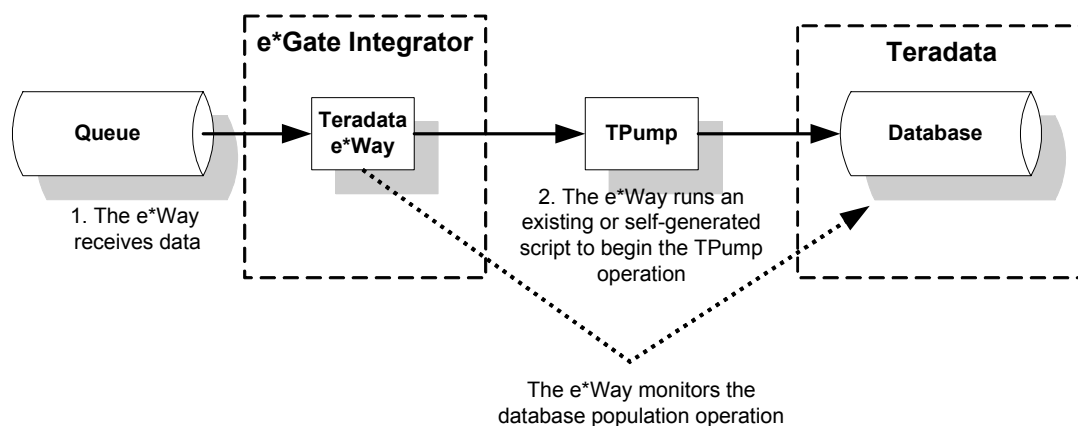 e*Gate Integrator
Teradata
Queue
Teradata
e*Way
TPump
Database
1. The e*Way
receives data
2. The e*Way runs an
existing or self-generated
script to begin the TPump
operation
The e*Way monitors the
database population operation